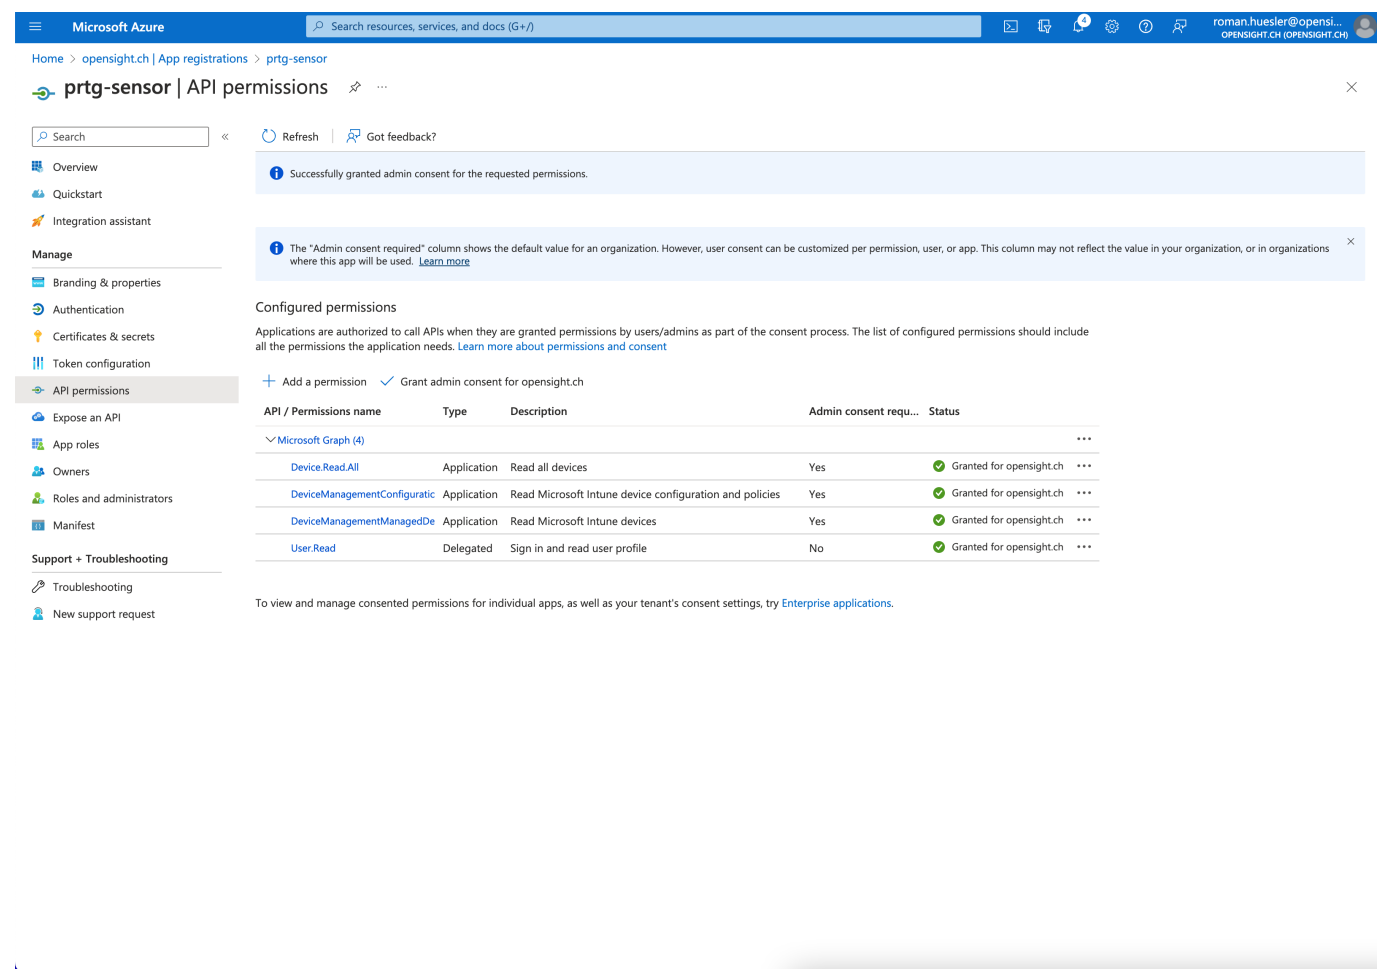 Microsoft Azure
Search resources, services, and docs (G+/)
4
roman.huesler@opensi...
OPENSIGHT.CH (OPENSIGHT.CH)
Home > opensight.ch | App registrations > prtg-sensor
prtg-sensor | API permissions
Search
«
Refresh
Got feedback?
Overview
Quickstart
Integration assistant
Manage
Branding & properties
Authentication
Certificates & secrets
Token configuration
API permissions
Expose an API
App roles
Owners
Roles and administrators
Manifest
Support + Troubleshooting
Troubleshooting
New support request
Successfully granted admin consent for the requested permissions.
The "Admin consent required" column shows the default value for an organization. However, user consent can be customized per permission, user, or app. This column may not reflect the value in your organization, or in organizations
where this app will be used. Learn more
Configured permissions
Applications are authorized to call APIs when they are granted permissions by users/admins as part of the consent process. The list of configured permissions should include
all the permissions the application needs. Learn more about permissions and consent
Add a permission Grant admin consent for opensight.ch
API / Permissions name Type Description Admin consent requ... Status
Microsoft Graph (4)
Device.Read.All Application Read all devices Yes Granted for opensight.ch
DeviceManagementConfiguratic Application Read Microsoft Intune device configuration and policies Yes Granted for opensight.ch
DeviceManagementManagedDe Application Read Microsoft Intune devices Yes Granted for opensight.ch
User.Read Delegated Sign in and read user profile No Granted for opensight.ch
To view and manage consented permissions for individual apps, as well as your tenant's consent settings, try Enterprise applications.